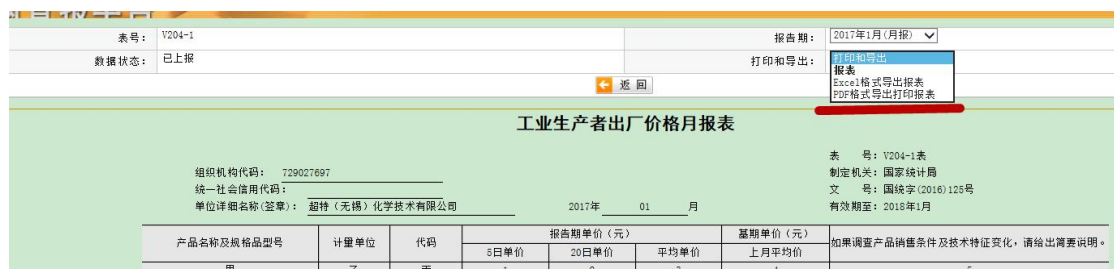 表号： V204-1 报告期： 2017年1月(月报)
数据状态： 已上报 打印和导出： 打印和导出
报表
Excel格式导出报表
PDF格式导出打印报表
返 回
工业生产者出厂价格月报表
表 号：V204-1表
组织机构代码： 729027697 制定机关：国家统计局
统一社会信用代码： 文 号：国统字(2016)125号
单位详细名称(签章)： 超特（无锡）化学技术有限公司 2017年 01 月 有效期至：2018年1月
产品名称及规格品型号 计量单位 代码 报告期单价（元） 基期单价（元） 如果调查产品销售条件及技术特征变化，请给出简要说明。
5日单价 20日单价 平均单价 上月平均价